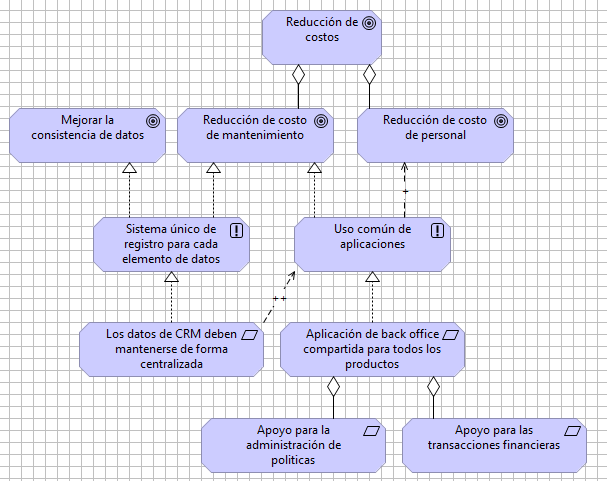 Reducción de
costos
Mejorar la
consistencia de datos
Reducción de costo
de mantenimiento
Reducción de costo
de personal
+
Sistema único de
registro para cada
elemento de datos
Uso común de
aplicaciones
++
Los datos de CRM deben
mantenerse de forma
centralizada
Aplicación de back office
compartida para todos los
productos
Apoyo para la
administración de
politicas
Apoyo para las
transacciones financieras